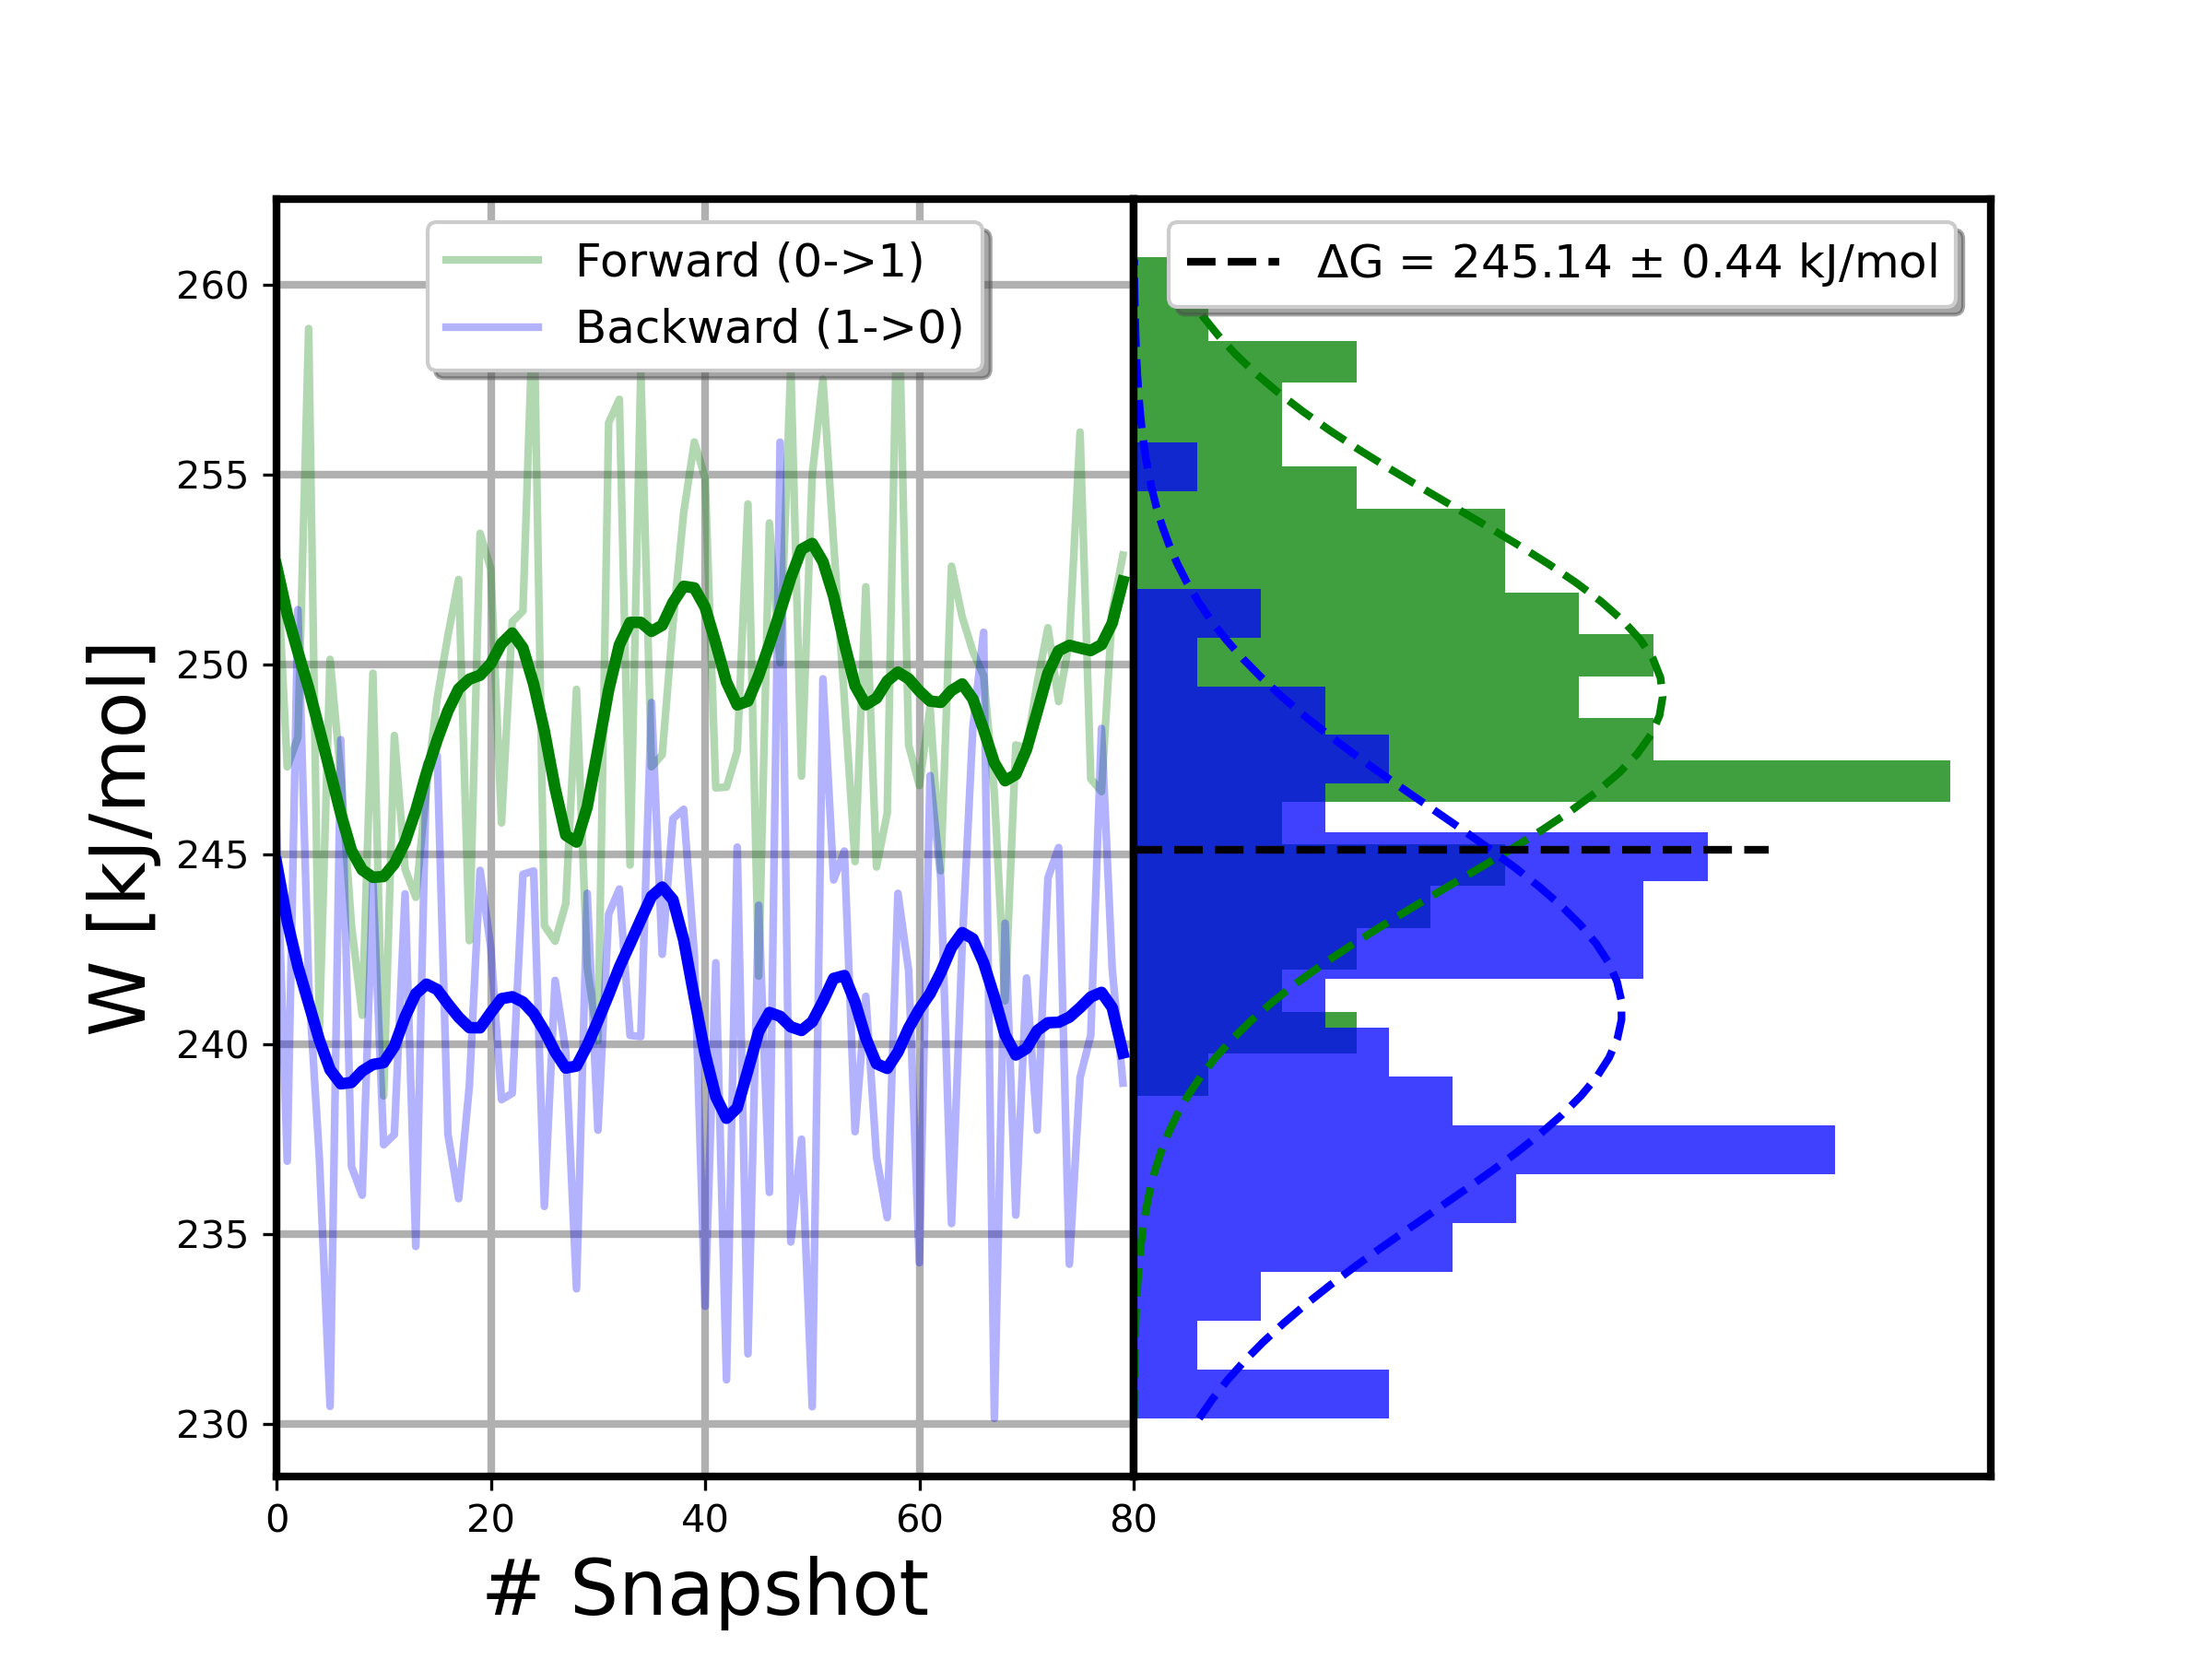 Forward (0->1)
Backward (1->0)
ΔG = 245.14 ± 0.44 kJ/mol
W [kJ/mol]
260
255
250
245
240
235
230
0 20 40 60 80
# Snapshot